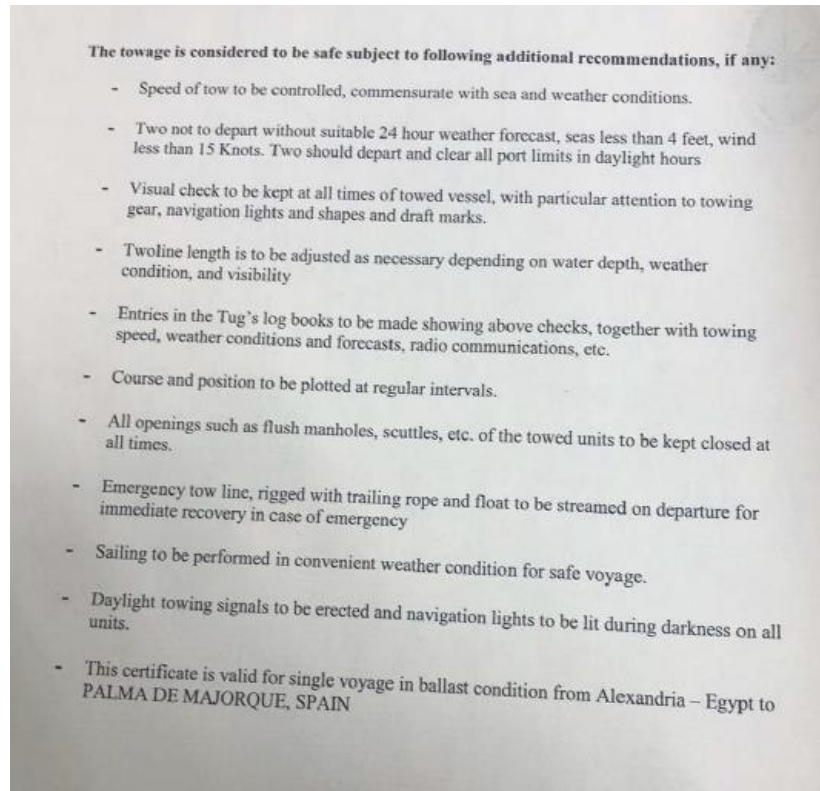 The towage is considered to be safe subject to following additional recommendations, if any:
- Speed of tow to be controlled, commensurate with sea and weather conditions.
- Two not to depart without suitable 24 hour weather forecast, seas less than 4 feet, wind
less than 15 Knots. Two should depart and clear all port limits in daylight hours
- Visual check to be kept at all times of towed vessel, with particular attention to towing
gear, navigation lights and shapes and draft marks.
- Twoline length is to be adjusted as necessary depending on water depth, weather
condition, and visibility
- Entries in the Tug's log books to be made showing above checks, together with towing
speed, weather conditions and forecasts, radio communications, etc.
- Course and position to be plotted at regular intervals.
- All openings such as flush manholes, scuttles, etc. of the towed units to be kept closed at
all times.
- Emergency tow line, rigged with trailing rope and float to be streamed on departure for
immediate recovery in case of emergency
- Sailing to be performed in convenient weather condition for safe voyage.
- Daylight towing signals to be erected and navigation lights to be lit during darkness on all
units.
- This certificate is valid for single voyage in ballast condition from Alexandria – Egypt to
PALMA DE MAJORQUE, SPAIN